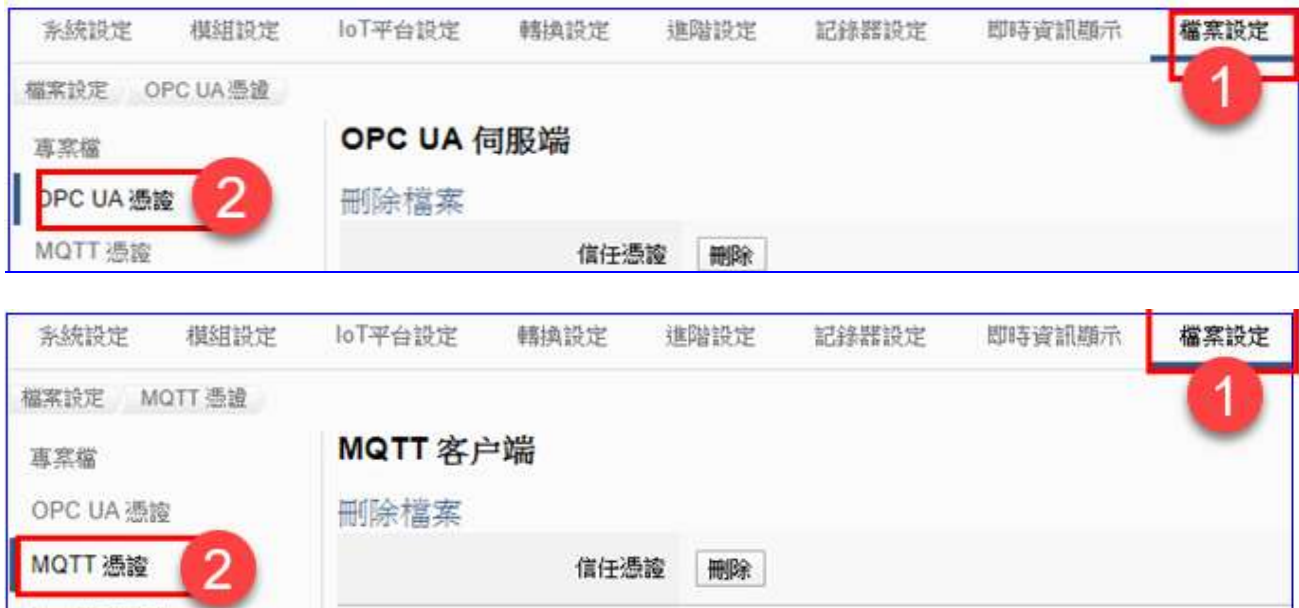 系統設定 模組設定 IoT平台設定 轉換設定 進階設定 記錄器設定 即時資訊顯示 檔案設定
1
檔案設定 OPC UA憑證
專案檔
OPC UA 伺服端
OPC UA 憑證
2
刪除檔案
MQTT 憑證
信任憑證 刪除
系統設定 模組設定 IoT平台設定 轉換設定 進階設定 記錄器設定 即時資訊顯示 檔案設定
1
檔案設定 MQTT 憑證
專案檔
MQTT 客戶端
OPC UA 憑證
刪除檔案
MQTT 憑證
2
信任憑證 刪除